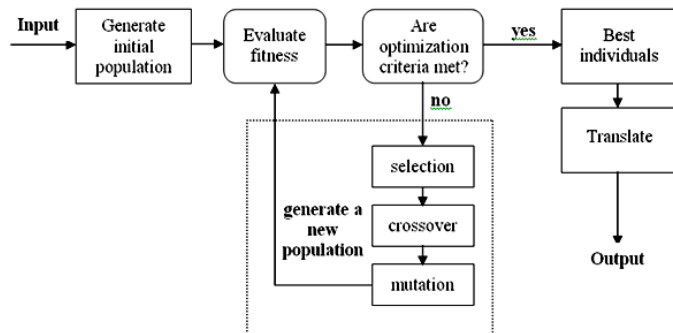 Input
Generate
initial
population
Evaluate
fitness
Are
optimization
criteria met?
yes
Best
individuals
no
Translate
selection
generate a
new
population
crossover
mutation
Output